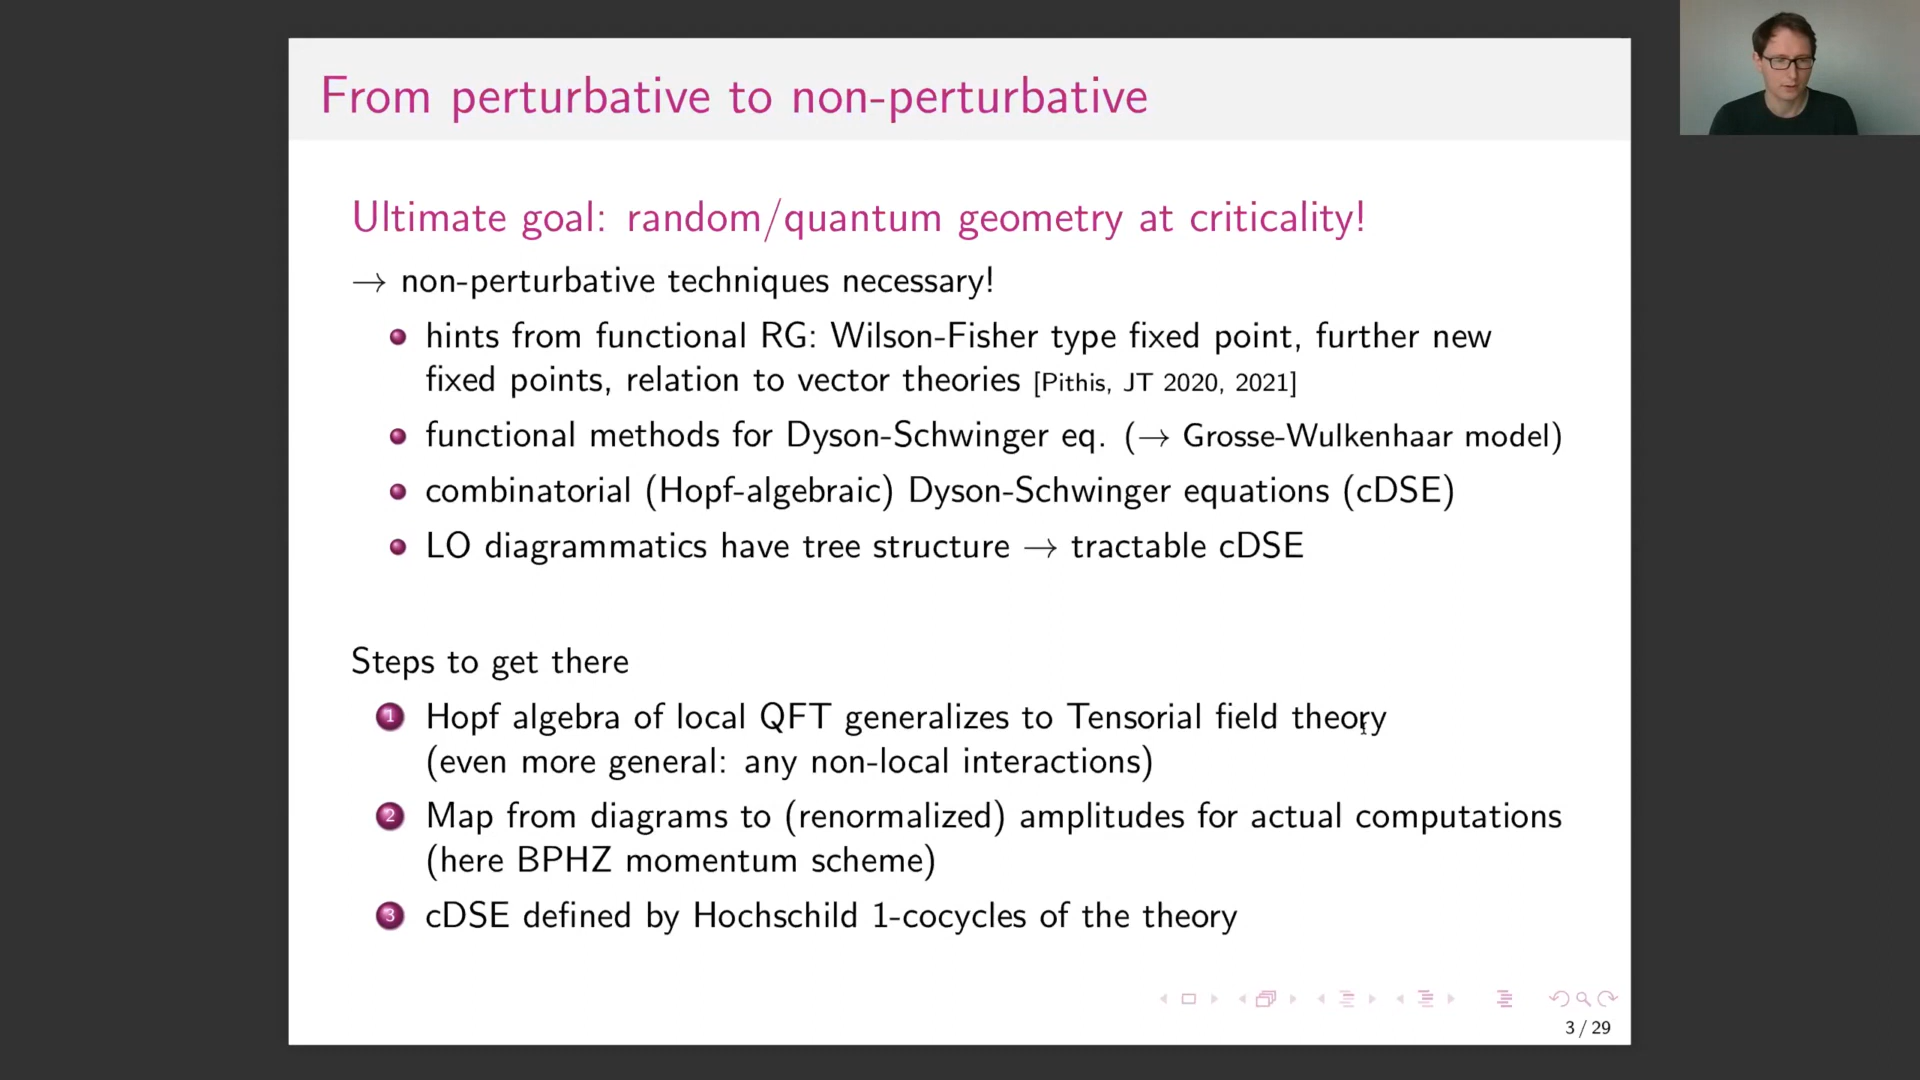 From perturbative to non-perturbative
Ultimate goal: random/quantum geometry at criticality!
→ non-perturbative techniques necessary!
hints from functional RG: Wilson-Fisher type fixed point, further new
fixed points, relation to vector theories [Pithis, JT 2020, 2021]
functional methods for Dyson-Schwinger eq. (→ Grosse-Wulkenhaar model)
combinatorial (Hopf-algebraic) Dyson-Schwinger equations (cDSE)
LO diagrammatics have tree structure → tractable cDSE
Steps to get there
1 Hopf algebra of local QFT generalizes to Tensorial field theory
(even more general: any non-local interactions)
2 Map from diagrams to (renormalized) amplitudes for actual computations
(here BPHZ momentum scheme)
3 cDSE defined by Hochschild 1-cocycles of the theory
3 / 29